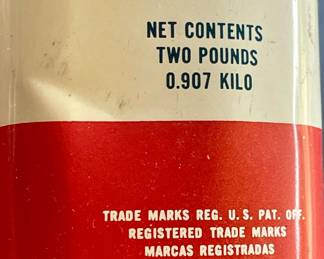 NET CONTENTS
TWO POUNDS
0.907 KILO
TRADE MARKS REG. U. S. PAT. OFF.
REGISTERED TRADE MARKS
MARCAS REGISTRADAS